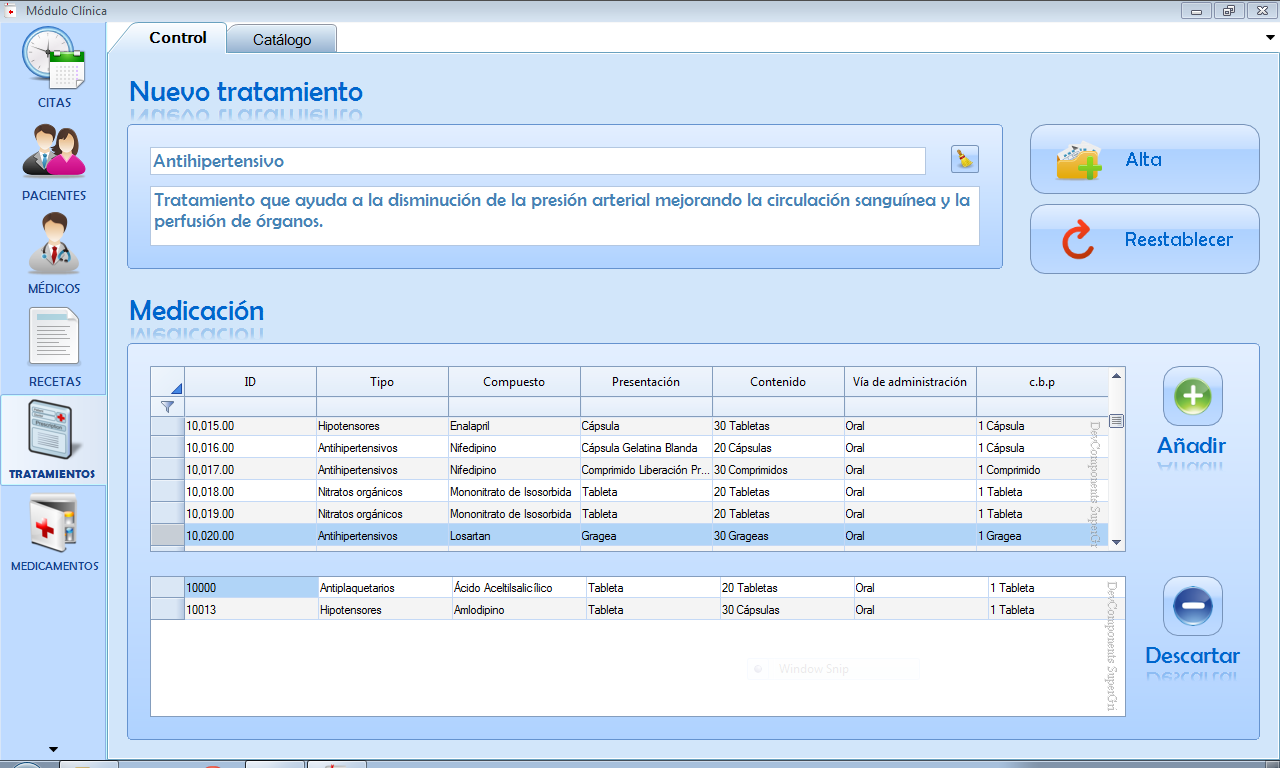 Módulo Clínica
Control
Catálogo
CITAS
PACIENTES
MÉDICOS
RECETAS
TRATAMIENTOS
MEDICAMENTOS
Nuevo tratamiento
Antihipertensivo
Tratamiento que ayuda a la disminución de la presión arterial mejorando la circulación sanguínea y la
perfusión de órganos.
Alta
Reestablecer
Medicación
ID Tipo Compuesto Presentación Contenido Vía de administración c.b.p
10,015.00 Hipotensores Enalapril Cápsula 30 Tabletas Oral 1 Cápsula
10,016.00 Antihipertensivos Nifedipino Cápsula Gelatina Blanda 20 Cápsulas Oral 1 Cápsula
10,017.00 Antihipertensivos Nifedipino Comprimido Liberación Pr... 30 Comprimidos Oral 1 Comprimido
10,018.00 Nitratos orgánicos Mononitrato de Isosorbida Tableta 20 Tabletas Oral 1 Tableta
10,019.00 Nitratos orgánicos Mononitrato de Isosorbida Tableta 20 Tabletas Oral 1 Tableta
10,020.00 Antihipertensivos Losartan Gragea 30 Grageas Oral 1 Gragea
DevComponents SuperGri
Añadir
10000 Antiplaquetarios Ácido Aceltilsalicílico Tableta 20 Tabletas Oral 1 Tableta
10013 Hipotensores Amlodipino Tableta 30 Cápsulas Oral 1 Tableta
DevComponents SuperGri
Window Snip
Descartar